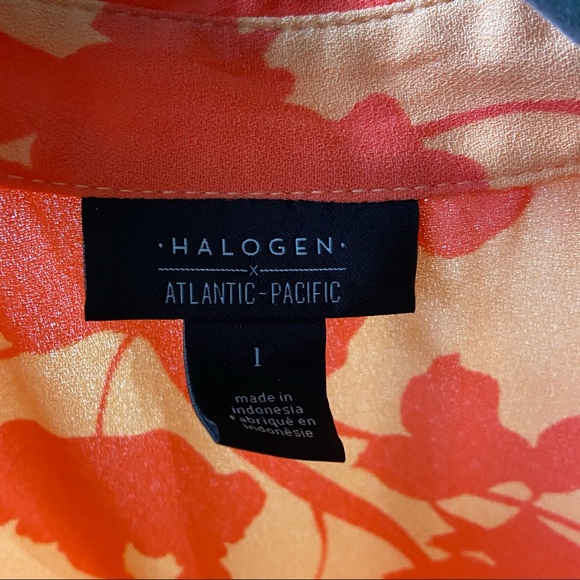 ·HALOGEN·
X
ATLANTIC-PACIFIC
1
made in
indonesia
fabriqué en
indonésie